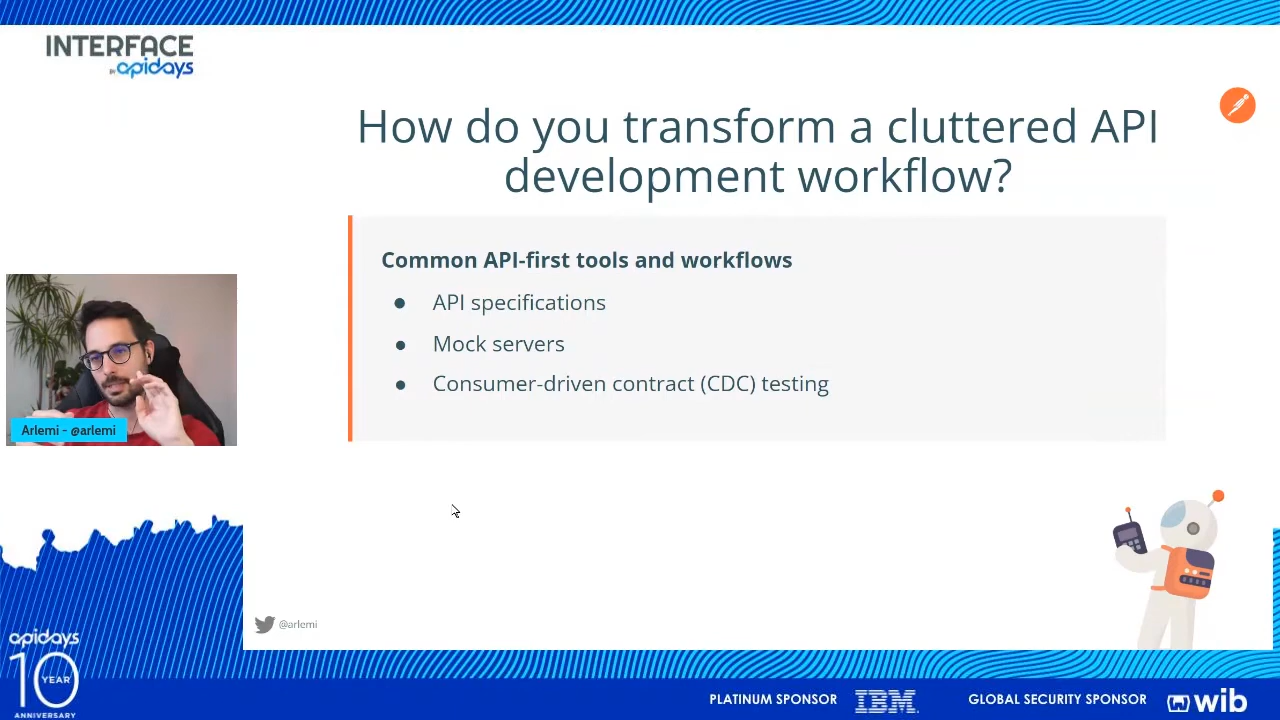 INTERFACE
BY apidays
How do you transform a cluttered API
development workflow?
Common API-first tools and workflows
● API specifications
● Mock servers
● Consumer-driven contract (CDC) testing
Arlemi - @arlemi
@arlemi
apidays
10
YEAR
ANNIVERSARY
PLATINUM SPONSOR IBM GLOBAL SECURITY SPONSOR wib